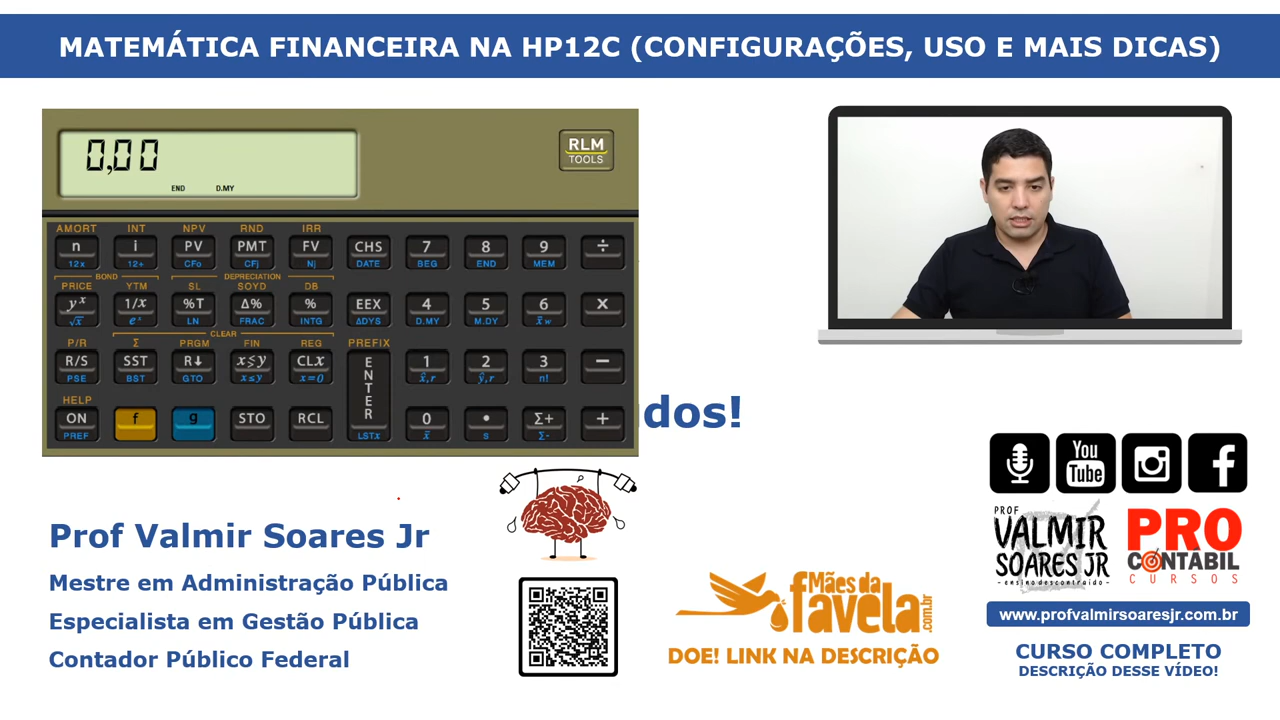 MATEMÁTICA FINANCEIRA NA HP12C (CONFIGURAÇÕES, USO E MAIS DICAS)
0,00
END D.MY
RLM
TOOLS
AMORT INT NPV RND IRR
n i PV PMT FV CHS 7 8 9 ÷
12x 12÷ CFo CFj Nj DATE BEG END MEM
BOND DEPRECIATION
PRICE YTM SL SOYD DB
yˣ 1/x %T Δ% % EEX 4 5 6 X
√x eˣ LN FRAC INTG ΔDYS D.MY M.DY x̄w
CLEAR
P/R Σ PRGM FIN REG PREFIX
R/S SST R↓ x≷y CLx ENTER 1 2 3 −
PSE BST GTO x≤y x=0 x̂,r ŷ,r n!
HELP
ON f g STO RCL 0 • Σ+ +
PREF LSTx x̄ s Σ-
dos!
Prof Valmir Soares Jr
Mestre em Administração Pública
Especialista em Gestão Pública
Contador Público Federal
Mães da
favela
.com.br
DOE! LINK NA DESCRIÇÃO
You
Tube
PROF
VALMIR
SOARES JR
-ensino descontraído-
PRO
CONTÁBIL
CURSOS
www.profvalmirsoaresjr.com.br
CURSO COMPLETO
DESCRIÇÃO DESSE VÍDEO!